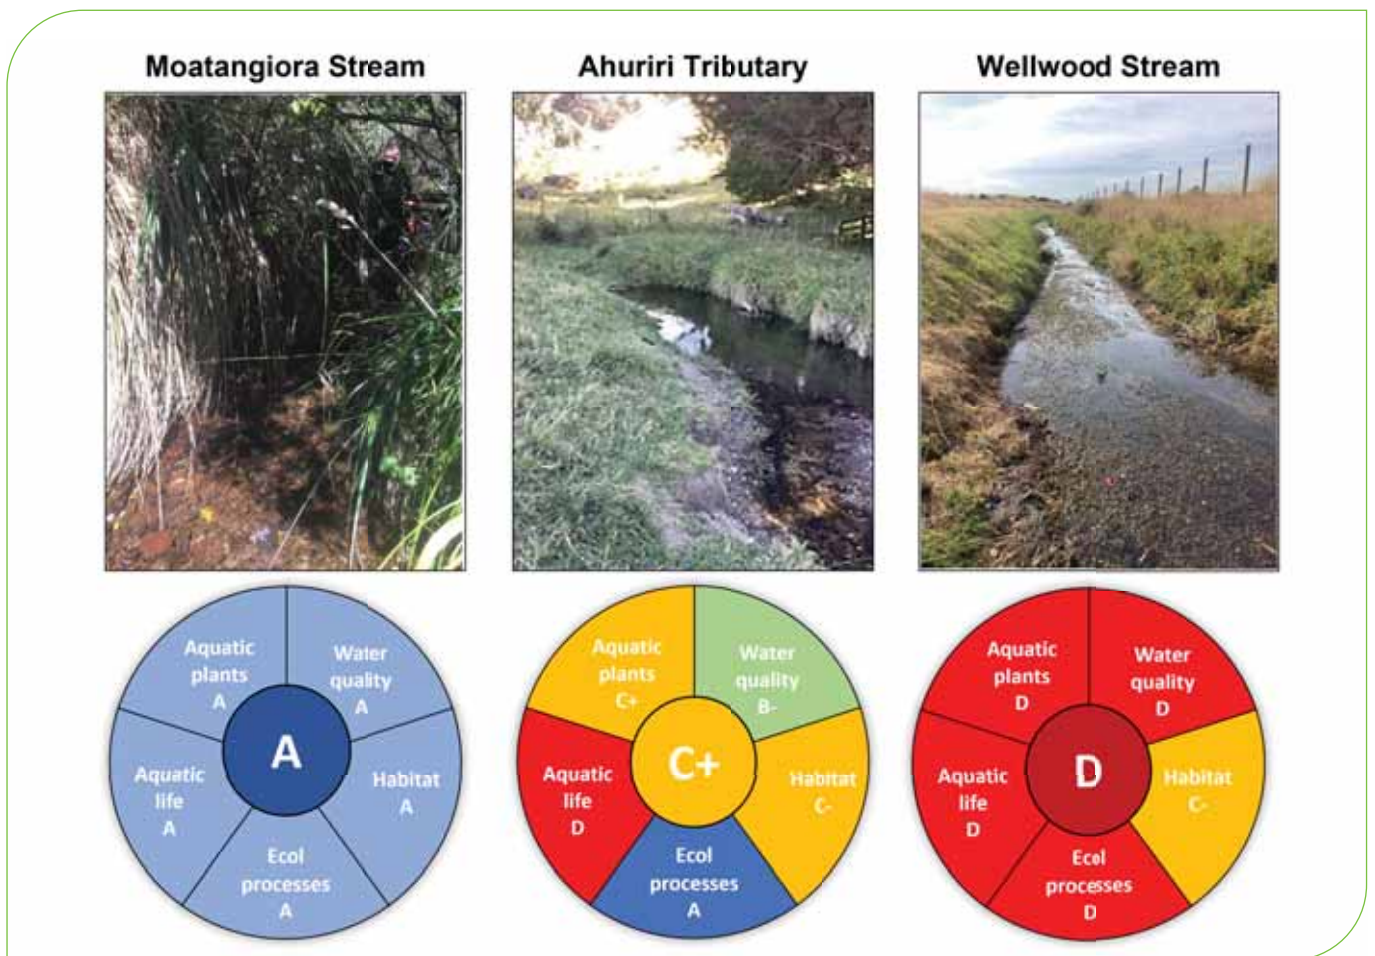 Moatangiora Stream
Ahuriri Tributary
Wellwood Stream
Aquatic
plants
A
Water
quality
A
Habitat
A
Ecol
processes
A
Aquatic
life
A
A
Aquatic
plants
C+
Water
quality
B-
Habitat
C-
Ecol
processes
A
Aquatic
life
D
C+
Aquatic
plants
D
Water
quality
D
Habitat
C-
Ecol
processes
D
Aquatic
life
D
D